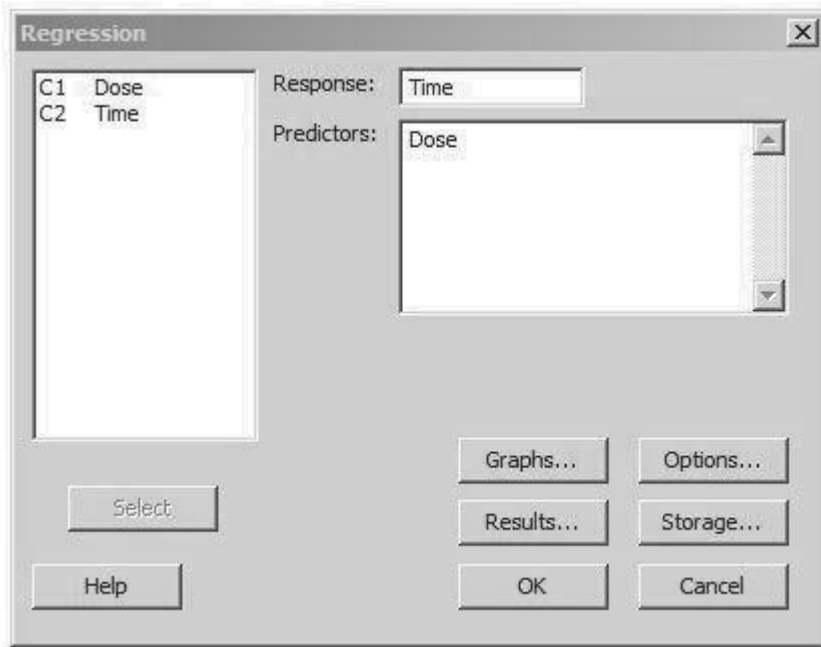 Regression
C1 Dose
C2 Time
Response: Time
Predictors: Dose
Graphs... Options...
Select
Results... Storage...
Help OK Cancel